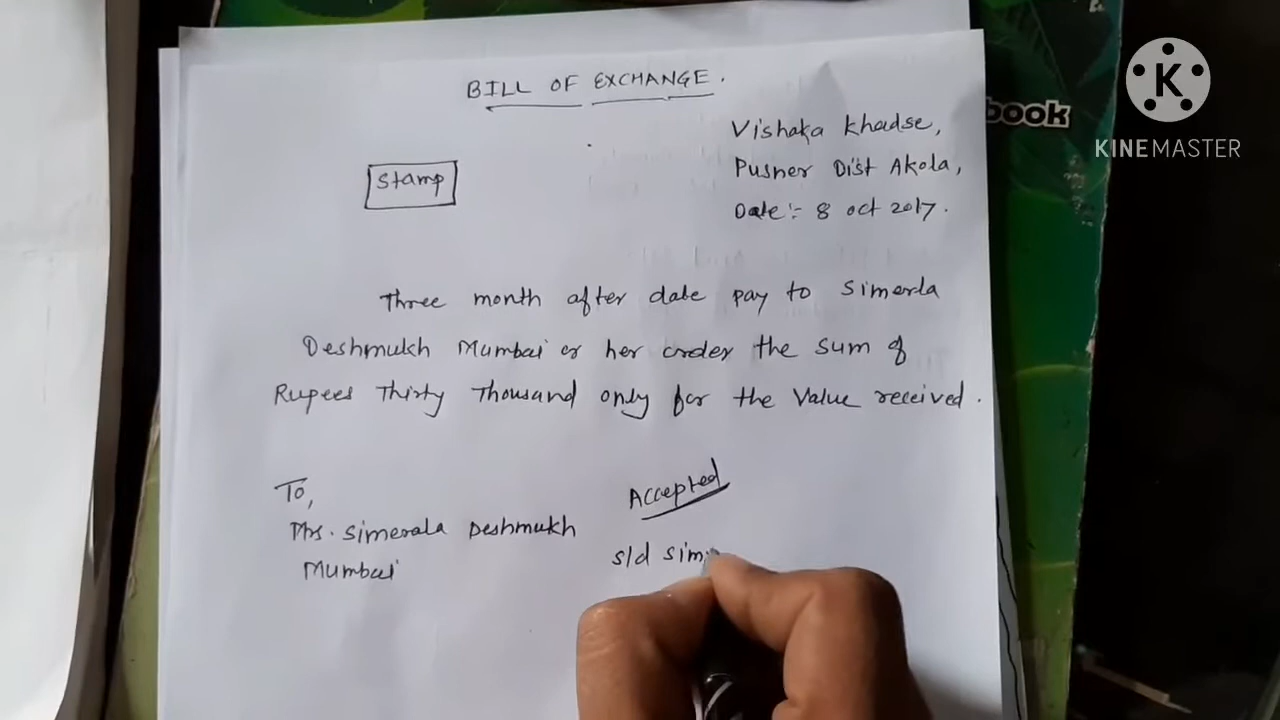 BILL OF EXCHANGE.
Vishaka Khadse,
Pusner Dist Akola,
Date:- 8 Oct 2017.
Stamp
Three month after date pay to Simerla
Deshmukh Mumbai or her order the sum of
Rupees Thirty Thousand only for the Value received.
To,
Mrs. Simerala Deshmukh
Mumbai
Accepted
S/d Sim
book
K
KINEMASTER